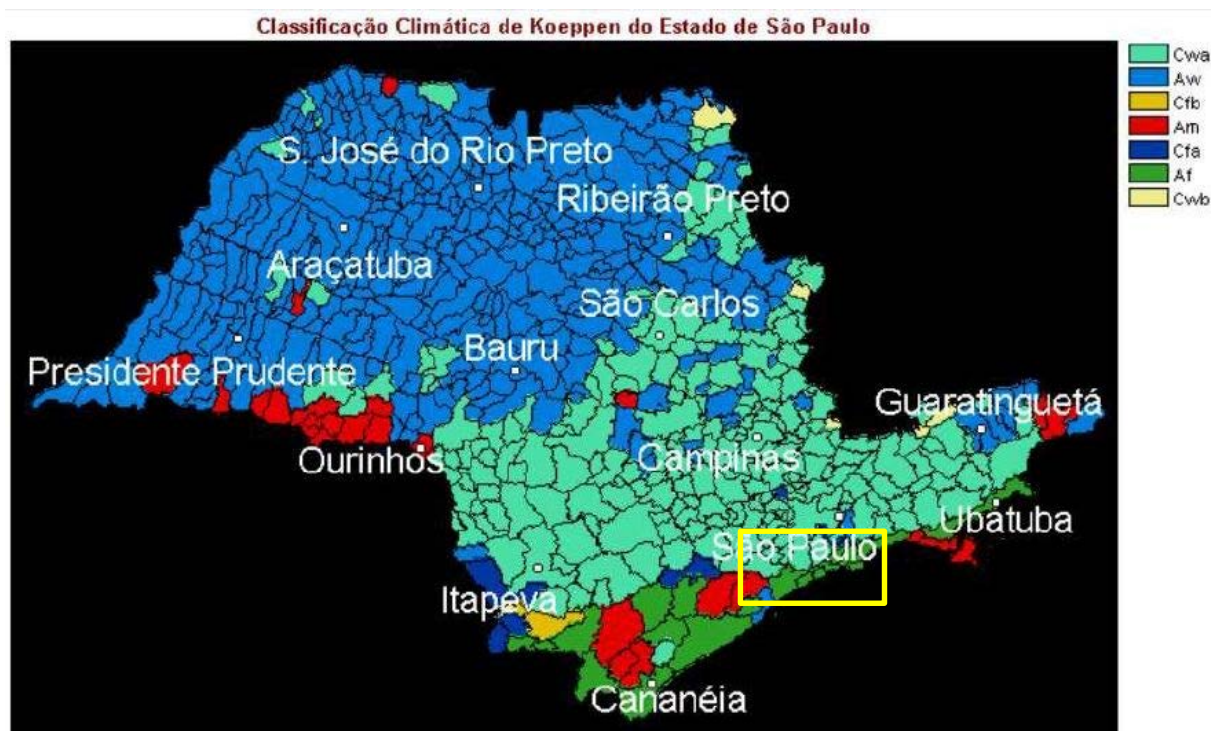 Classificação Climática de Koeppen do Estado de São Paulo
Cwa
Aw
Cfb
Am
Cfa
Af
Cwb
S. José do Rio Preto
Ribeirão Preto
Araçatuba
São Carlos
Bauru
Presidente Prudente
Guaratinguetá
Ourinhos
Campinas
Ubatuba
São Paulo
Itapeva
Cananéia